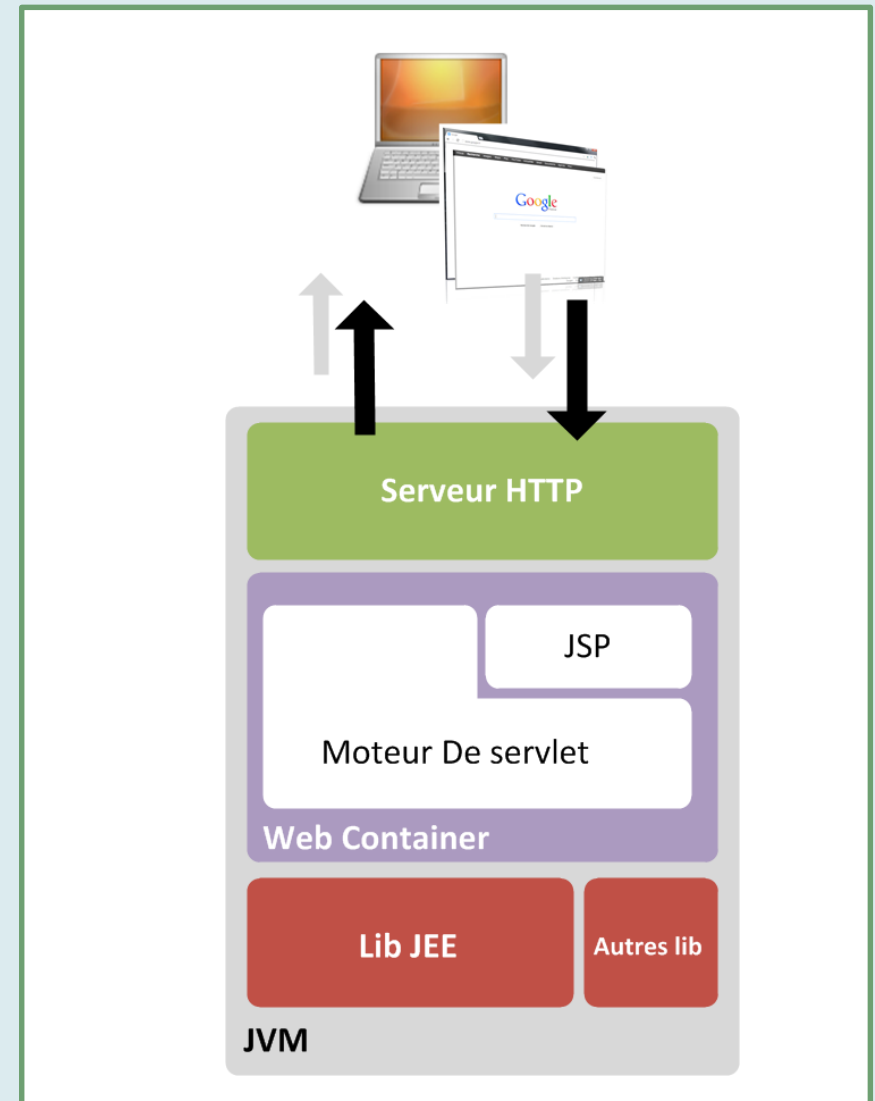 Google
Serveur HTTP
JSP
Moteur De servlet
Web Container
Lib JEE
Autres lib
JVM